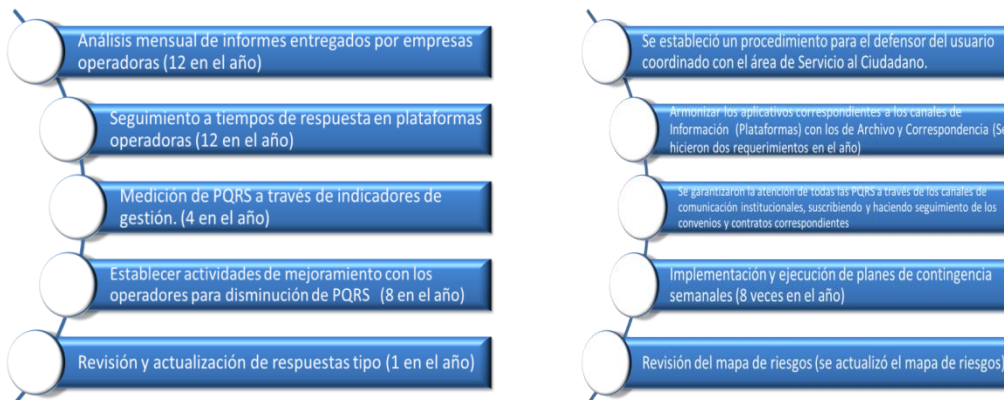 Análisis mensual de informes entregados por empresas
operadoras (12 en el año)
Seguimiento a tiempos de respuesta en plataformas
operadoras (12 en el año)
Medición de PQRS a través de indicadores de
gestión. (4 en el año)
Establecer actividades de mejoramiento con los
operadores para disminución de PQRS (8 en el año)
Revisión y actualización de respuestas tipo (1 en el año)
Se estableció un procedimiento para el defensor del usuario
coordinado con el área de Servicio al Ciudadano.
Armonizar los aplicativos correspondientes a los canales de
Información (Plataformas) con los de Archivo y Correspondencia (Se
hicieron dos requerimientos en el año)
Se garantizaron la atención de todas las PQRS a través de los canales de
comunicación institucionales, suscribiendo y haciendo seguimiento de los
convenios y contratos correspondientes
Implementación y ejecución de planes de contingencia
semanales (8 veces en el año)
Revisión del mapa de riesgos (se actualizó el mapa de riesgos)